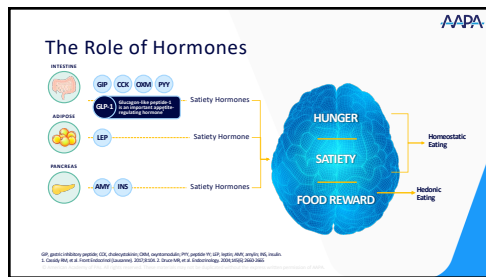 AAPA
The Role of Hormones
INTESTINE
GIP CCK OXM PYY
GLP-1
Glucagon-like peptide-1
is an important appetite-
regulating hormone
Satiety Hormones
ADIPOSE
LEP
Satiety Hormone
PANCREAS
AMY INS
Satiety Hormones
HUNGER
SATIETY
FOOD REWARD
Homeostatic
Eating
Hedonic
Eating
GIP, gastric inhibitory peptide; CCK, cholecystokinin; OXM, oxyntomodulin; PYY, peptide YY; LEP, leptin; AMY, amylin; INS, insulin.